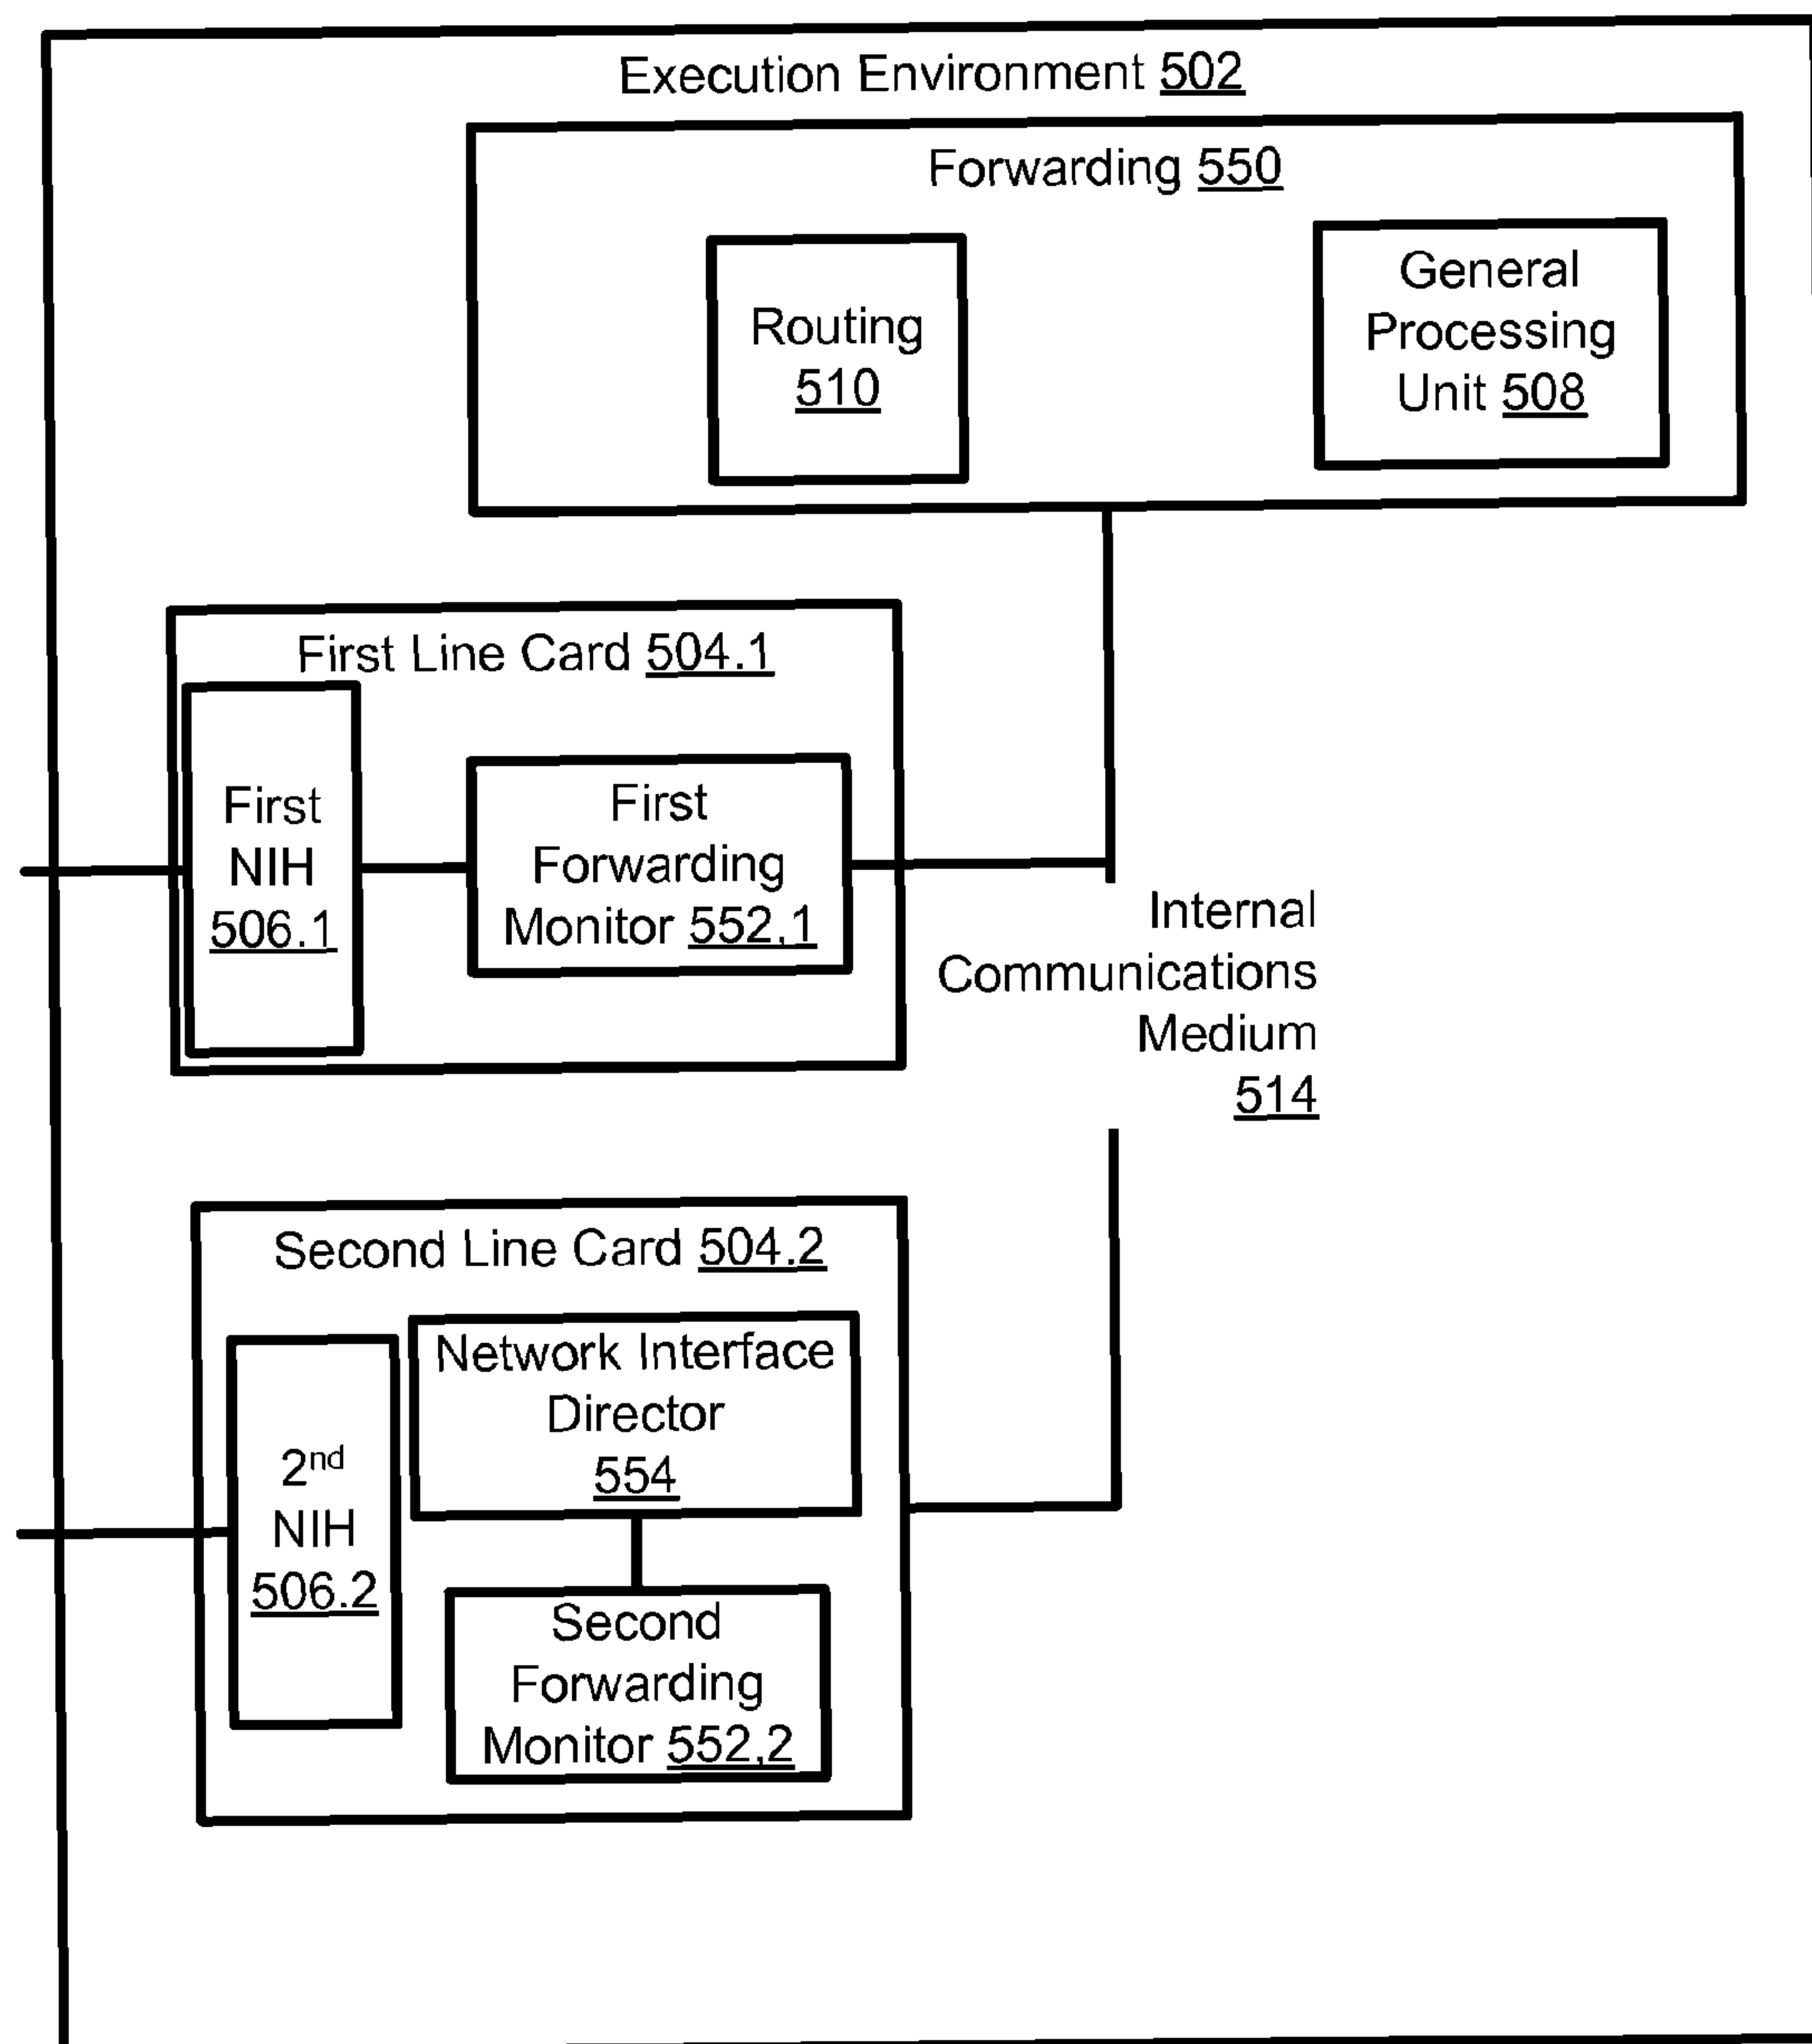 Execution Environment 502
Forwarding 550
Routing
510
General
Processing
Unit 508
First Line Card 504.1
First
NIH
506.1
First
Forwarding
Monitor 552,1
Internal
Communications
Medium
514
Second Line Card 504.2
Network Interface
Director
554
2nd
NIH
506.2
Second
Forwarding
Monitor 552,2